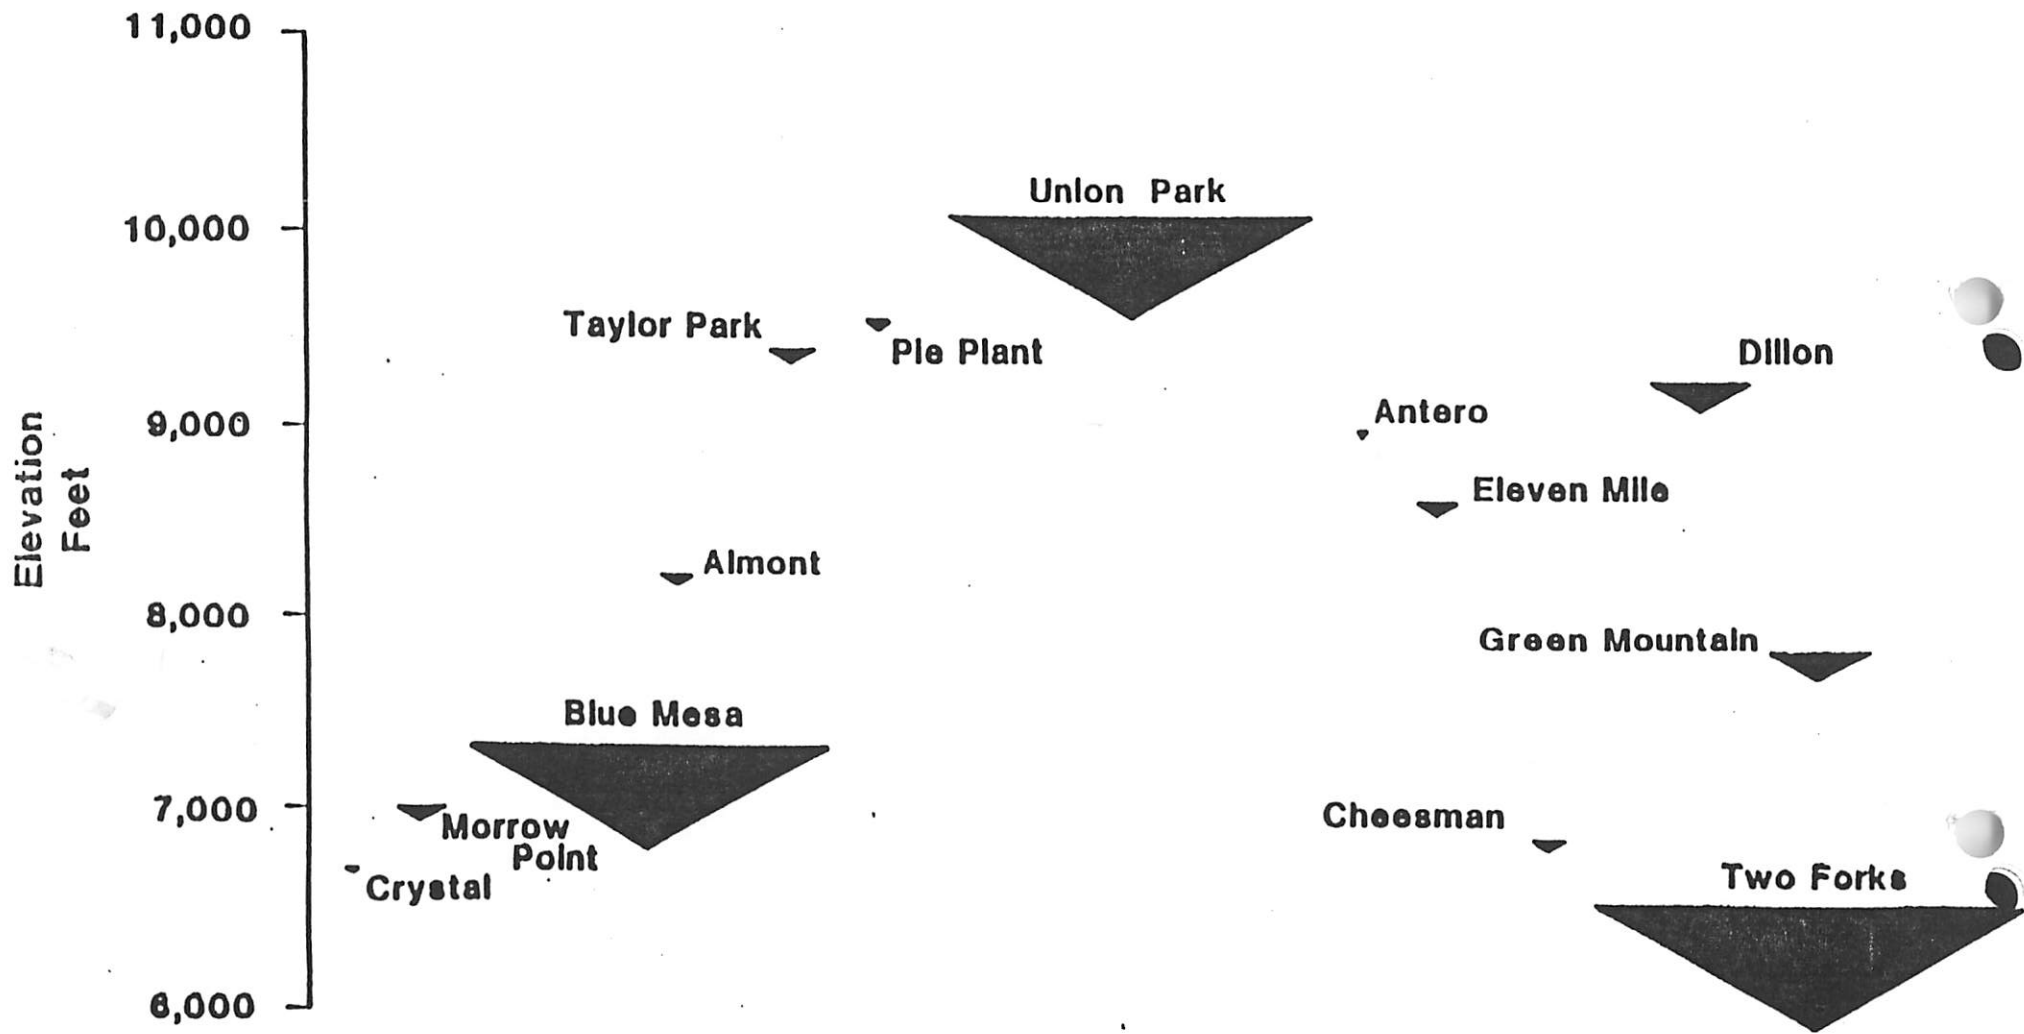 11,000
Union Park
10,000
Taylor Park
Pie Plant
Dillon
Antero
9,000
Elevation
Feet
Eleven Mile
Almont
8,000
Green Mountain
Blue Mesa
7,000
Morrow
Point
Cheesman
Crystal
Two Forks
6,000